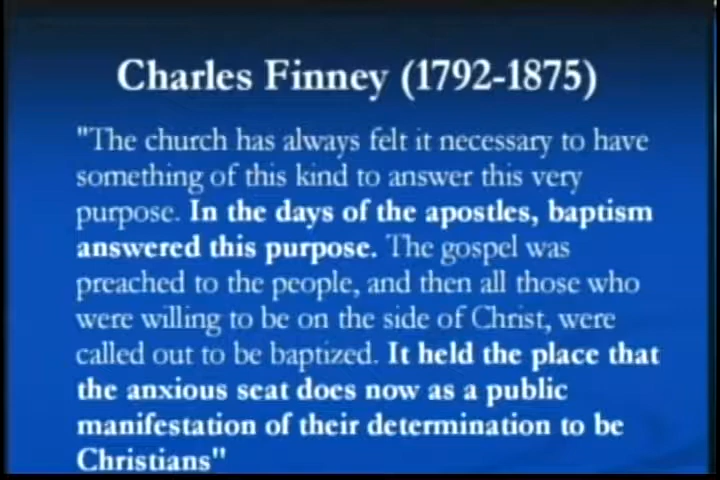 Charles Finney (1792-1875)
"The church has always felt it necessary to have
something of this kind to answer this very
purpose. In the days of the apostles, baptism
answered this purpose. The gospel was
preached to the people, and then all those who
were willing to be on the side of Christ, were
called out to be baptized. It held the place that
the anxious seat does now as a public
manifestation of their determination to be
Christians"